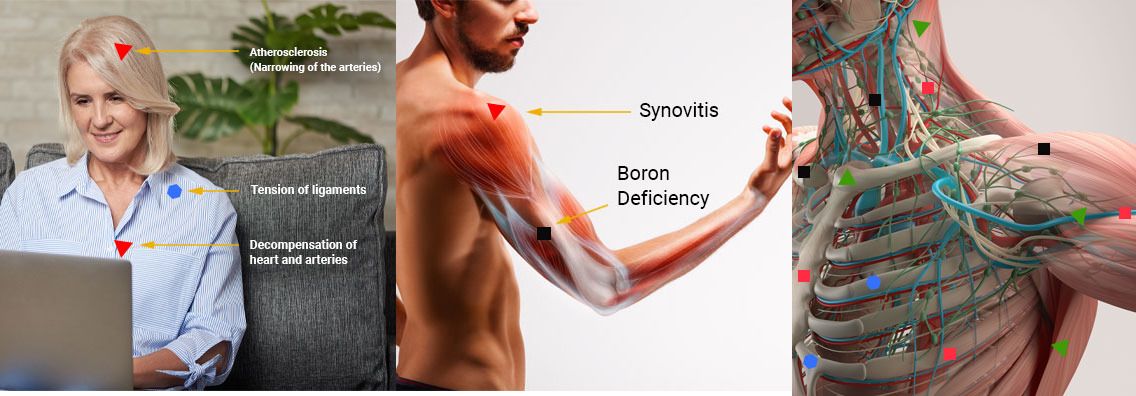 Atherosclerosis
(Narrowing of the arteries)
Tension of ligaments
Decompensation of
heart and arteries
Synovitis
Boron
Deficiency